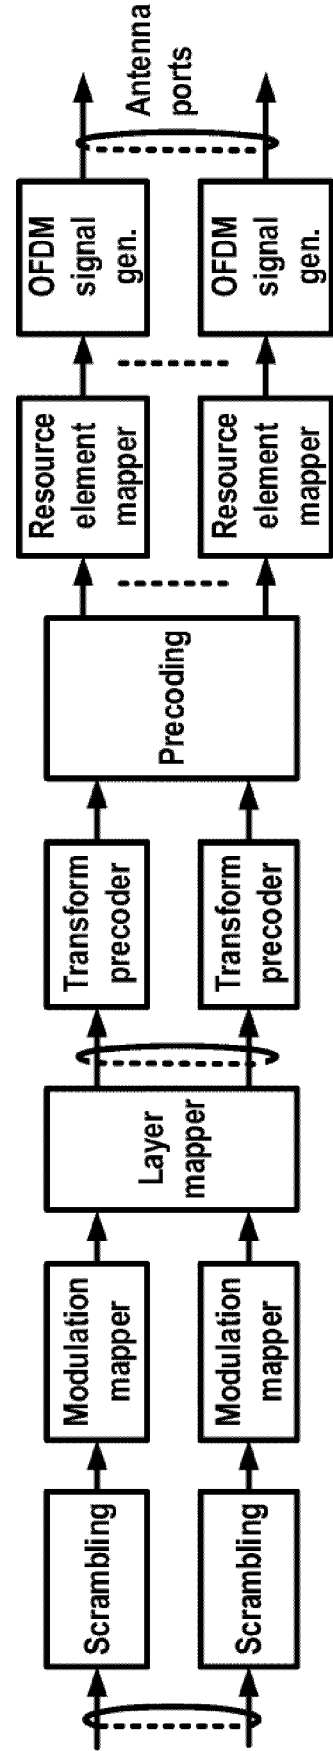 Scrambling
Modulation
mapper
Layer
mapper
Transform
precoder
Precoding
Resource
element
mapper
OFDM
signal
gen.
Antenna
ports
Scrambling
Modulation
mapper
Transform
precoder
Resource
element
mapper
OFDM
signal
gen.